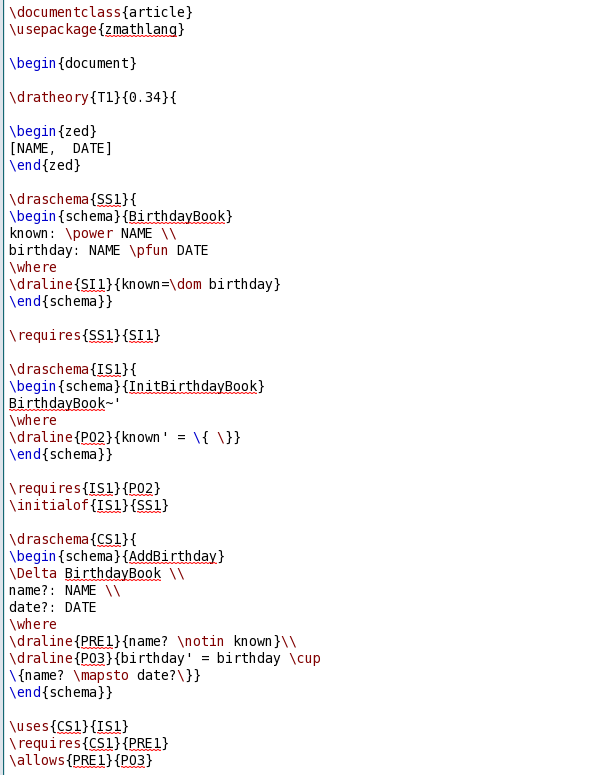 \documentclass{article}
\usepackage{zmathlang}
\begin{document}
\dratheory{T1}{0.34}{
\begin{zed}
[NAME,  DATE]
\end{zed}
\draschema{SS1}{
\begin{schema}{BirthdayBook}
known: \power NAME \\
birthday: NAME \pfun DATE
\where
\draline{SI1}{known=\dom birthday}
\end{schema}}
\requires{SS1}{SI1}
\draschema{IS1}{
\begin{schema}{InitBirthdayBook}
BirthdayBook~'
\where
\draline{PO2}{known' = \{ \}}
\end{schema}}
\requires{IS1}{PO2}
\initialof{IS1}{SS1}
\draschema{CS1}{
\begin{schema}{AddBirthday}
\Delta BirthdayBook \\
name?: NAME \\
date?: DATE
\where
\draline{PRE1}{name? \notin known}\\
\draline{PO3}{birthday' = birthday \cup
\{name? \mapsto date?\}}
\end{schema}}
\uses{CS1}{IS1}
\requires{CS1}{PRE1}
\allows{PRE1}{PO3}